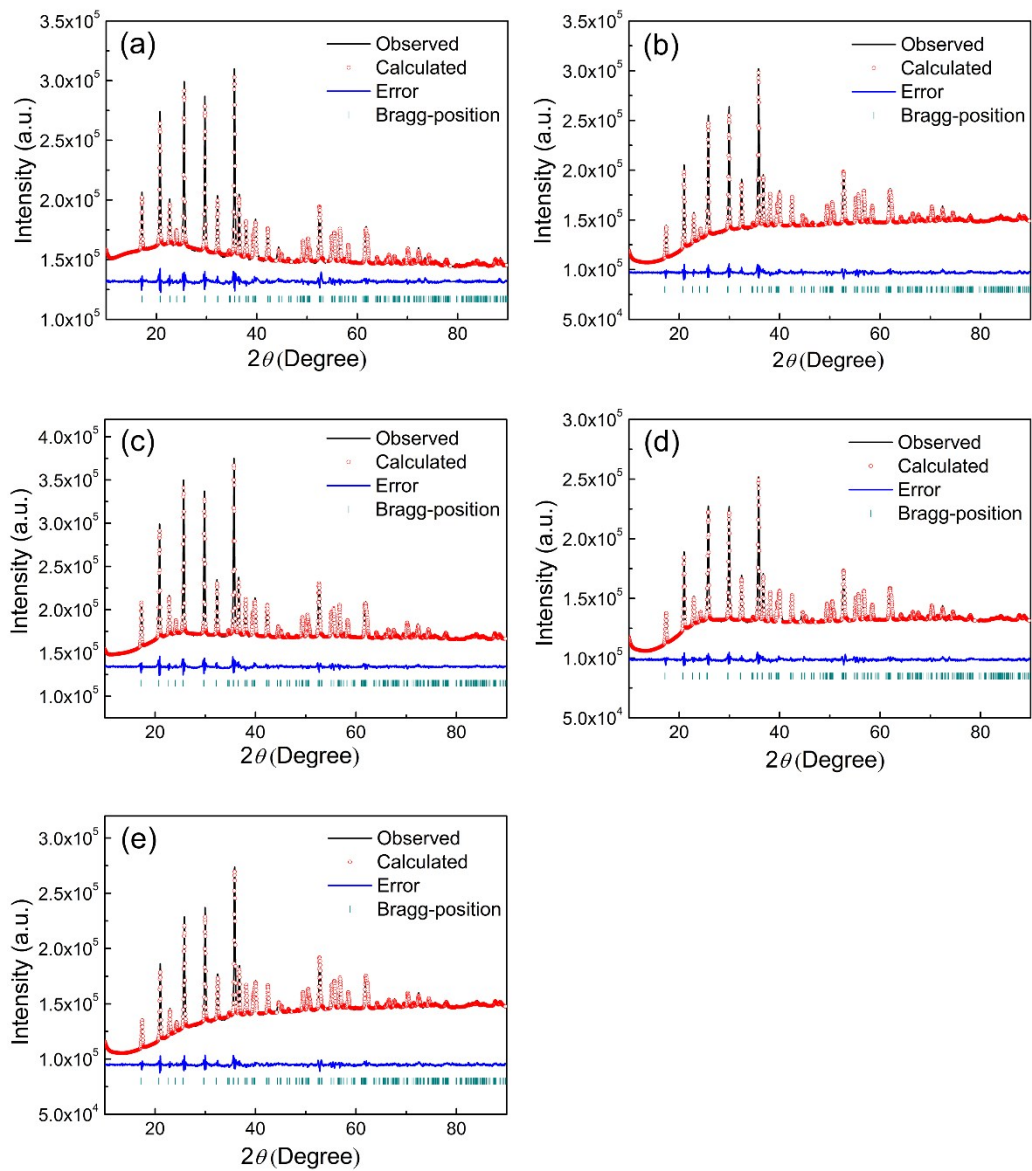 (a)
Observed
Calculated
Error
Bragg-position
3.5x10⁵
3.0x10⁵
2.5x10⁵
2.0x10⁵
1.5x10⁵
1.0x10⁵
Intensity (a.u.)
20 40 60 80
2θ (Degree)
(b)
Observed
Calculated
Error
Bragg-position
3.5x10⁵
3.0x10⁵
2.5x10⁵
2.0x10⁵
1.5x10⁵
1.0x10⁵
5.0x10⁴
Intensity (a.u.)
20 40 60 80
2θ (Degree)
(c)
Observed
Calculated
Error
Bragg-position
4.0x10⁵
3.5x10⁵
3.0x10⁵
2.5x10⁵
2.0x10⁵
1.5x10⁵
1.0x10⁵
Intensity (a.u.)
20 40 60 80
2θ (Degree)
(d)
Observed
Calculated
Error
Bragg-position
3.0x10⁵
2.5x10⁵
2.0x10⁵
1.5x10⁵
1.0x10⁵
5.0x10⁴
Intensity (a.u.)
20 40 60 80
2θ (Degree)
(e)
Observed
Calculated
Error
Bragg-position
3.0x10⁵
2.5x10⁵
2.0x10⁵
1.5x10⁵
1.0x10⁵
5.0x10⁴
Intensity (a.u.)
20 40 60 80
2θ (Degree)